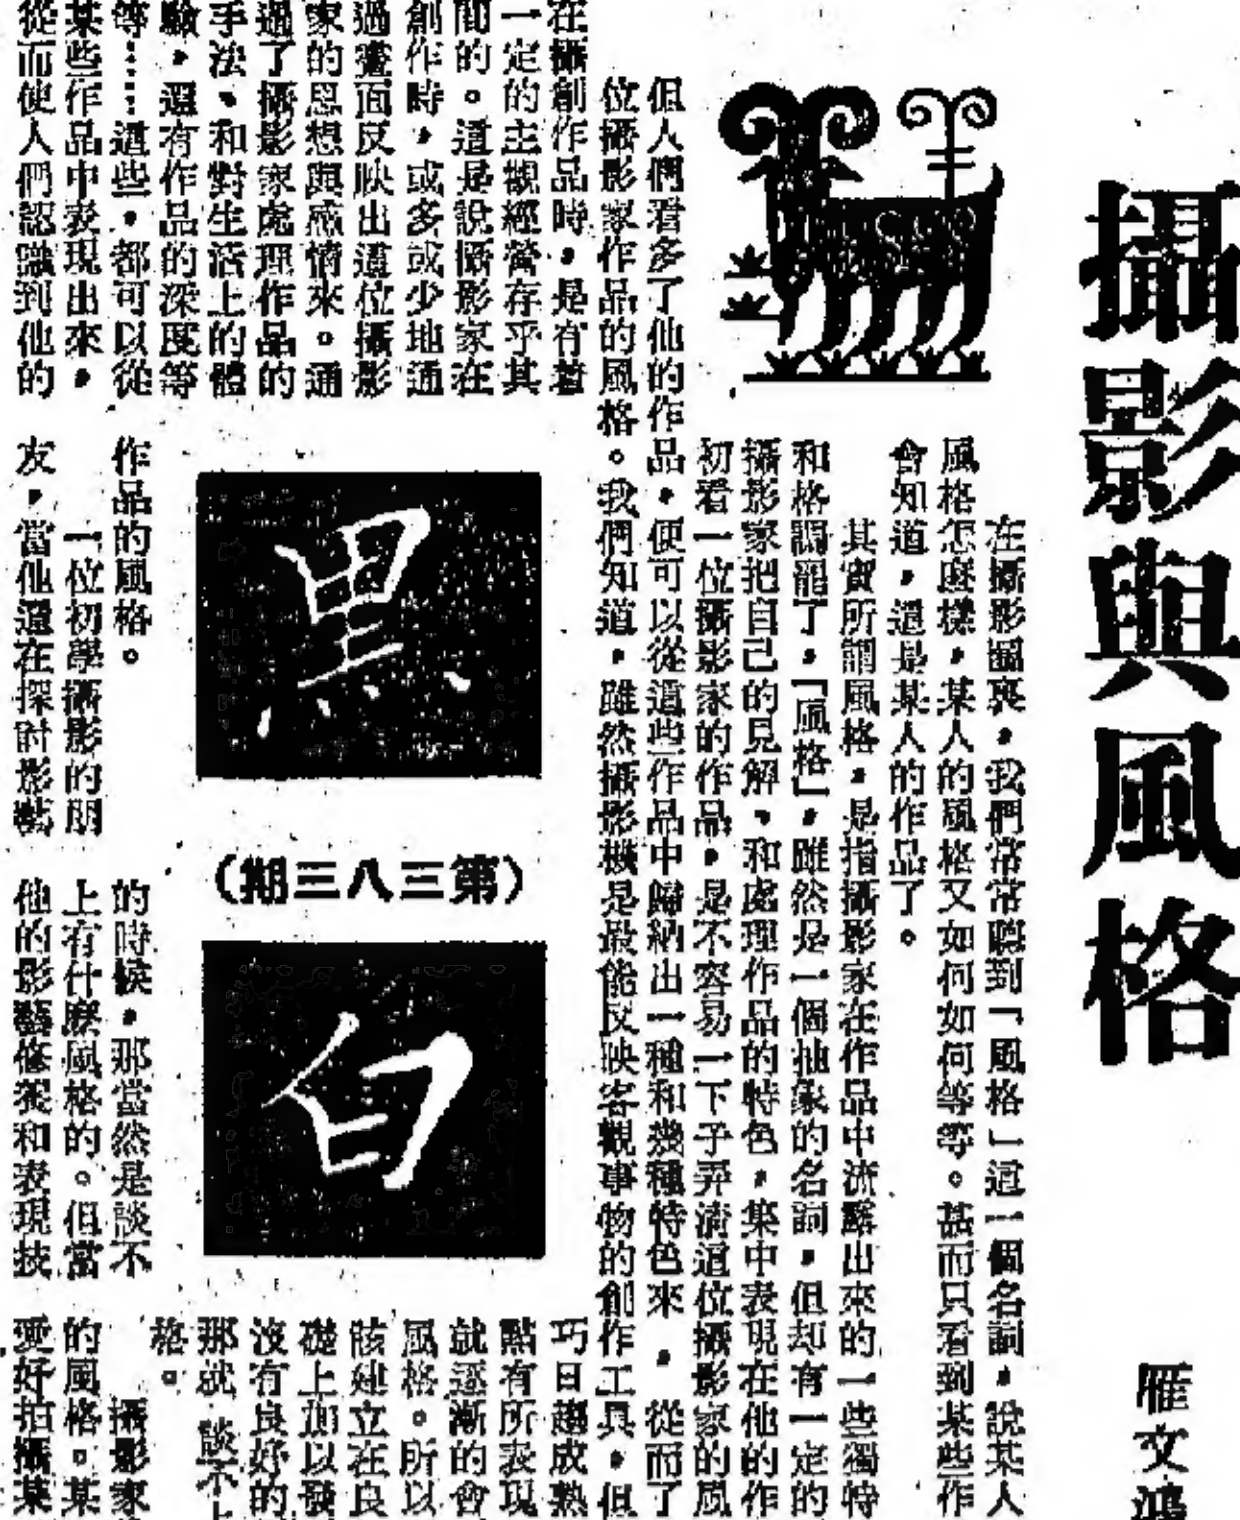 攝影與風格
雁文鴻
在攝影圈裏，我們常常聽到「風格」這一個名詞，說某人
風格怎麽樣，某人的風格又如何如何等等。甚而只看到某些作
會知道，這是某人的作品了。
其實所謂風格，是指攝影家在作品中流露出來的一些獨特
和格調罷了，「風格」，雖然是一個抽象的名詞，但却有一定的
攝影家把自己的見解、和處理作品的特色，集中表現在他的作
初看一位攝影家的作品，是不容易一下子弄清這位攝影家的風
但人們看多了他的作品，便可以從這些作品中歸納出一種和幾種特色來，從而了
位攝影家作品的風格。我們知道，雖然攝影機是最能反映客觀事物的創作工具，但
在攝創作品時，是有着
一定的主觀經營存乎其
間的。這是說攝影家在
創作時，或多或少地通
過畫面反映出這位攝影
家的思想與感情來。通
過了攝影家處理作品的
手法、和對生活上的體
驗，還有作品的深度等
等……這些，都可以從
某些作品中表現出來，
從而使人們認識到他的
黑
（第三八三期）
白
作品的風格。
一位初學攝影的朋
友，當他還在探討影藝
的時候，那當然是談不
上有什麽風格的。但當
他的影藝修養和表現技
巧日趨成熟
點有所表現
就逐漸的會
風格。所以
該建立在良
礎上加以發
沒有良好的
那就談不上
格。
攝影家
的風格。某
愛好拍攝某